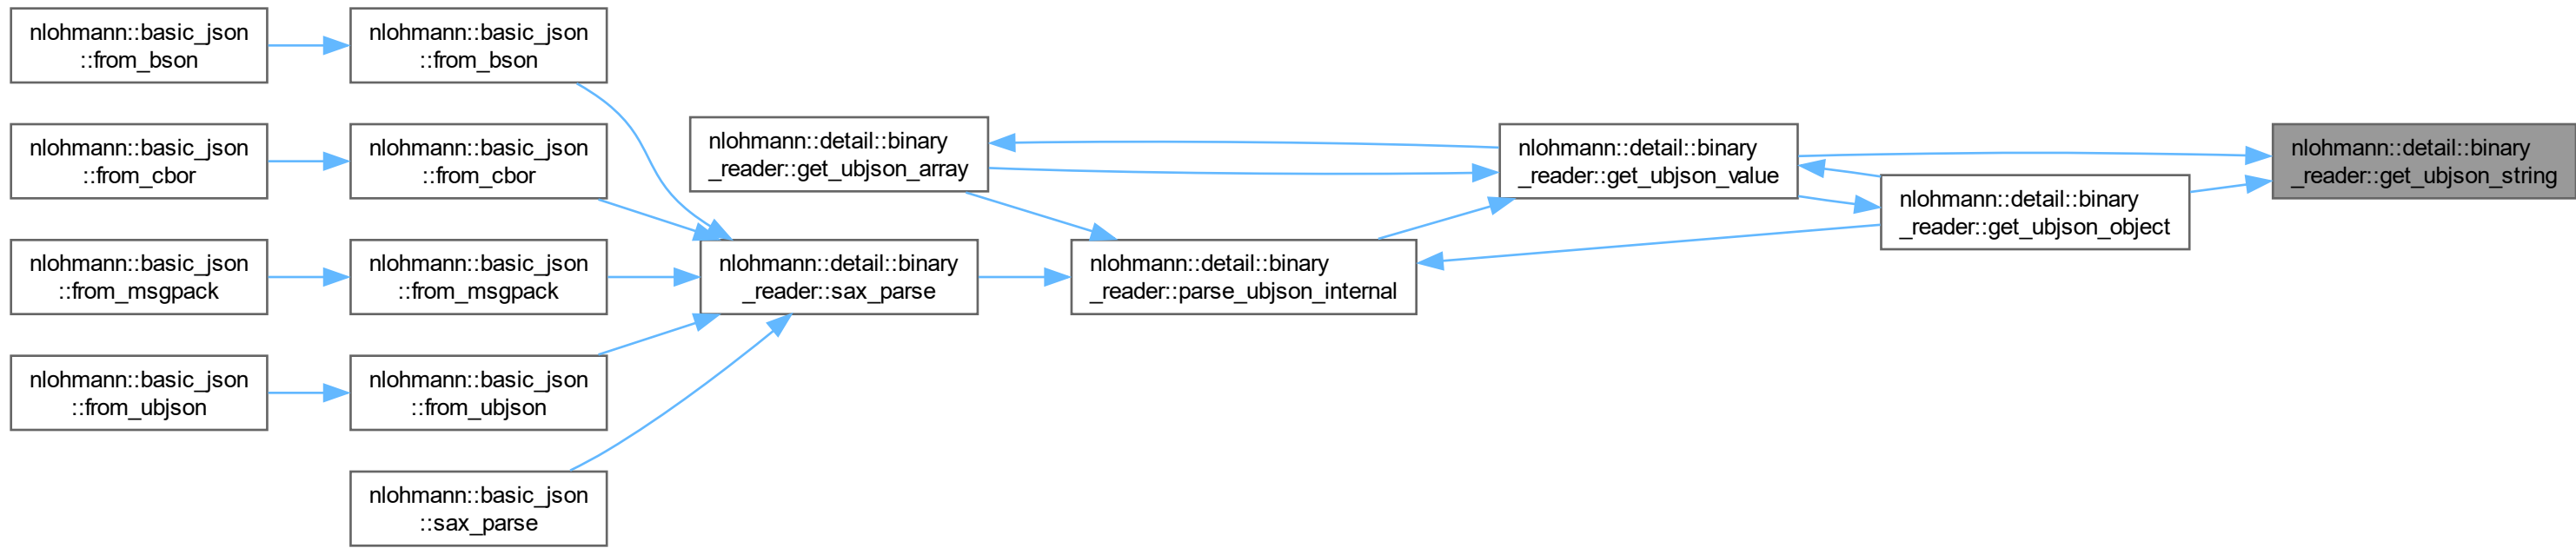 nlohmann::basic_json
::from_bson
nlohmann::basic_json
::from_bson
nlohmann::basic_json
::from_cbor
nlohmann::basic_json
::from_cbor
nlohmann::basic_json
::from_msgpack
nlohmann::basic_json
::from_msgpack
nlohmann::basic_json
::from_ubjson
nlohmann::basic_json
::from_ubjson
nlohmann::basic_json
::sax_parse
nlohmann::detail::binary
_reader::get_ubjson_array
nlohmann::detail::binary
_reader::sax_parse
nlohmann::detail::binary
_reader::parse_ubjson_internal
nlohmann::detail::binary
_reader::get_ubjson_value
nlohmann::detail::binary
_reader::get_ubjson_object
nlohmann::detail::binary
_reader::get_ubjson_string